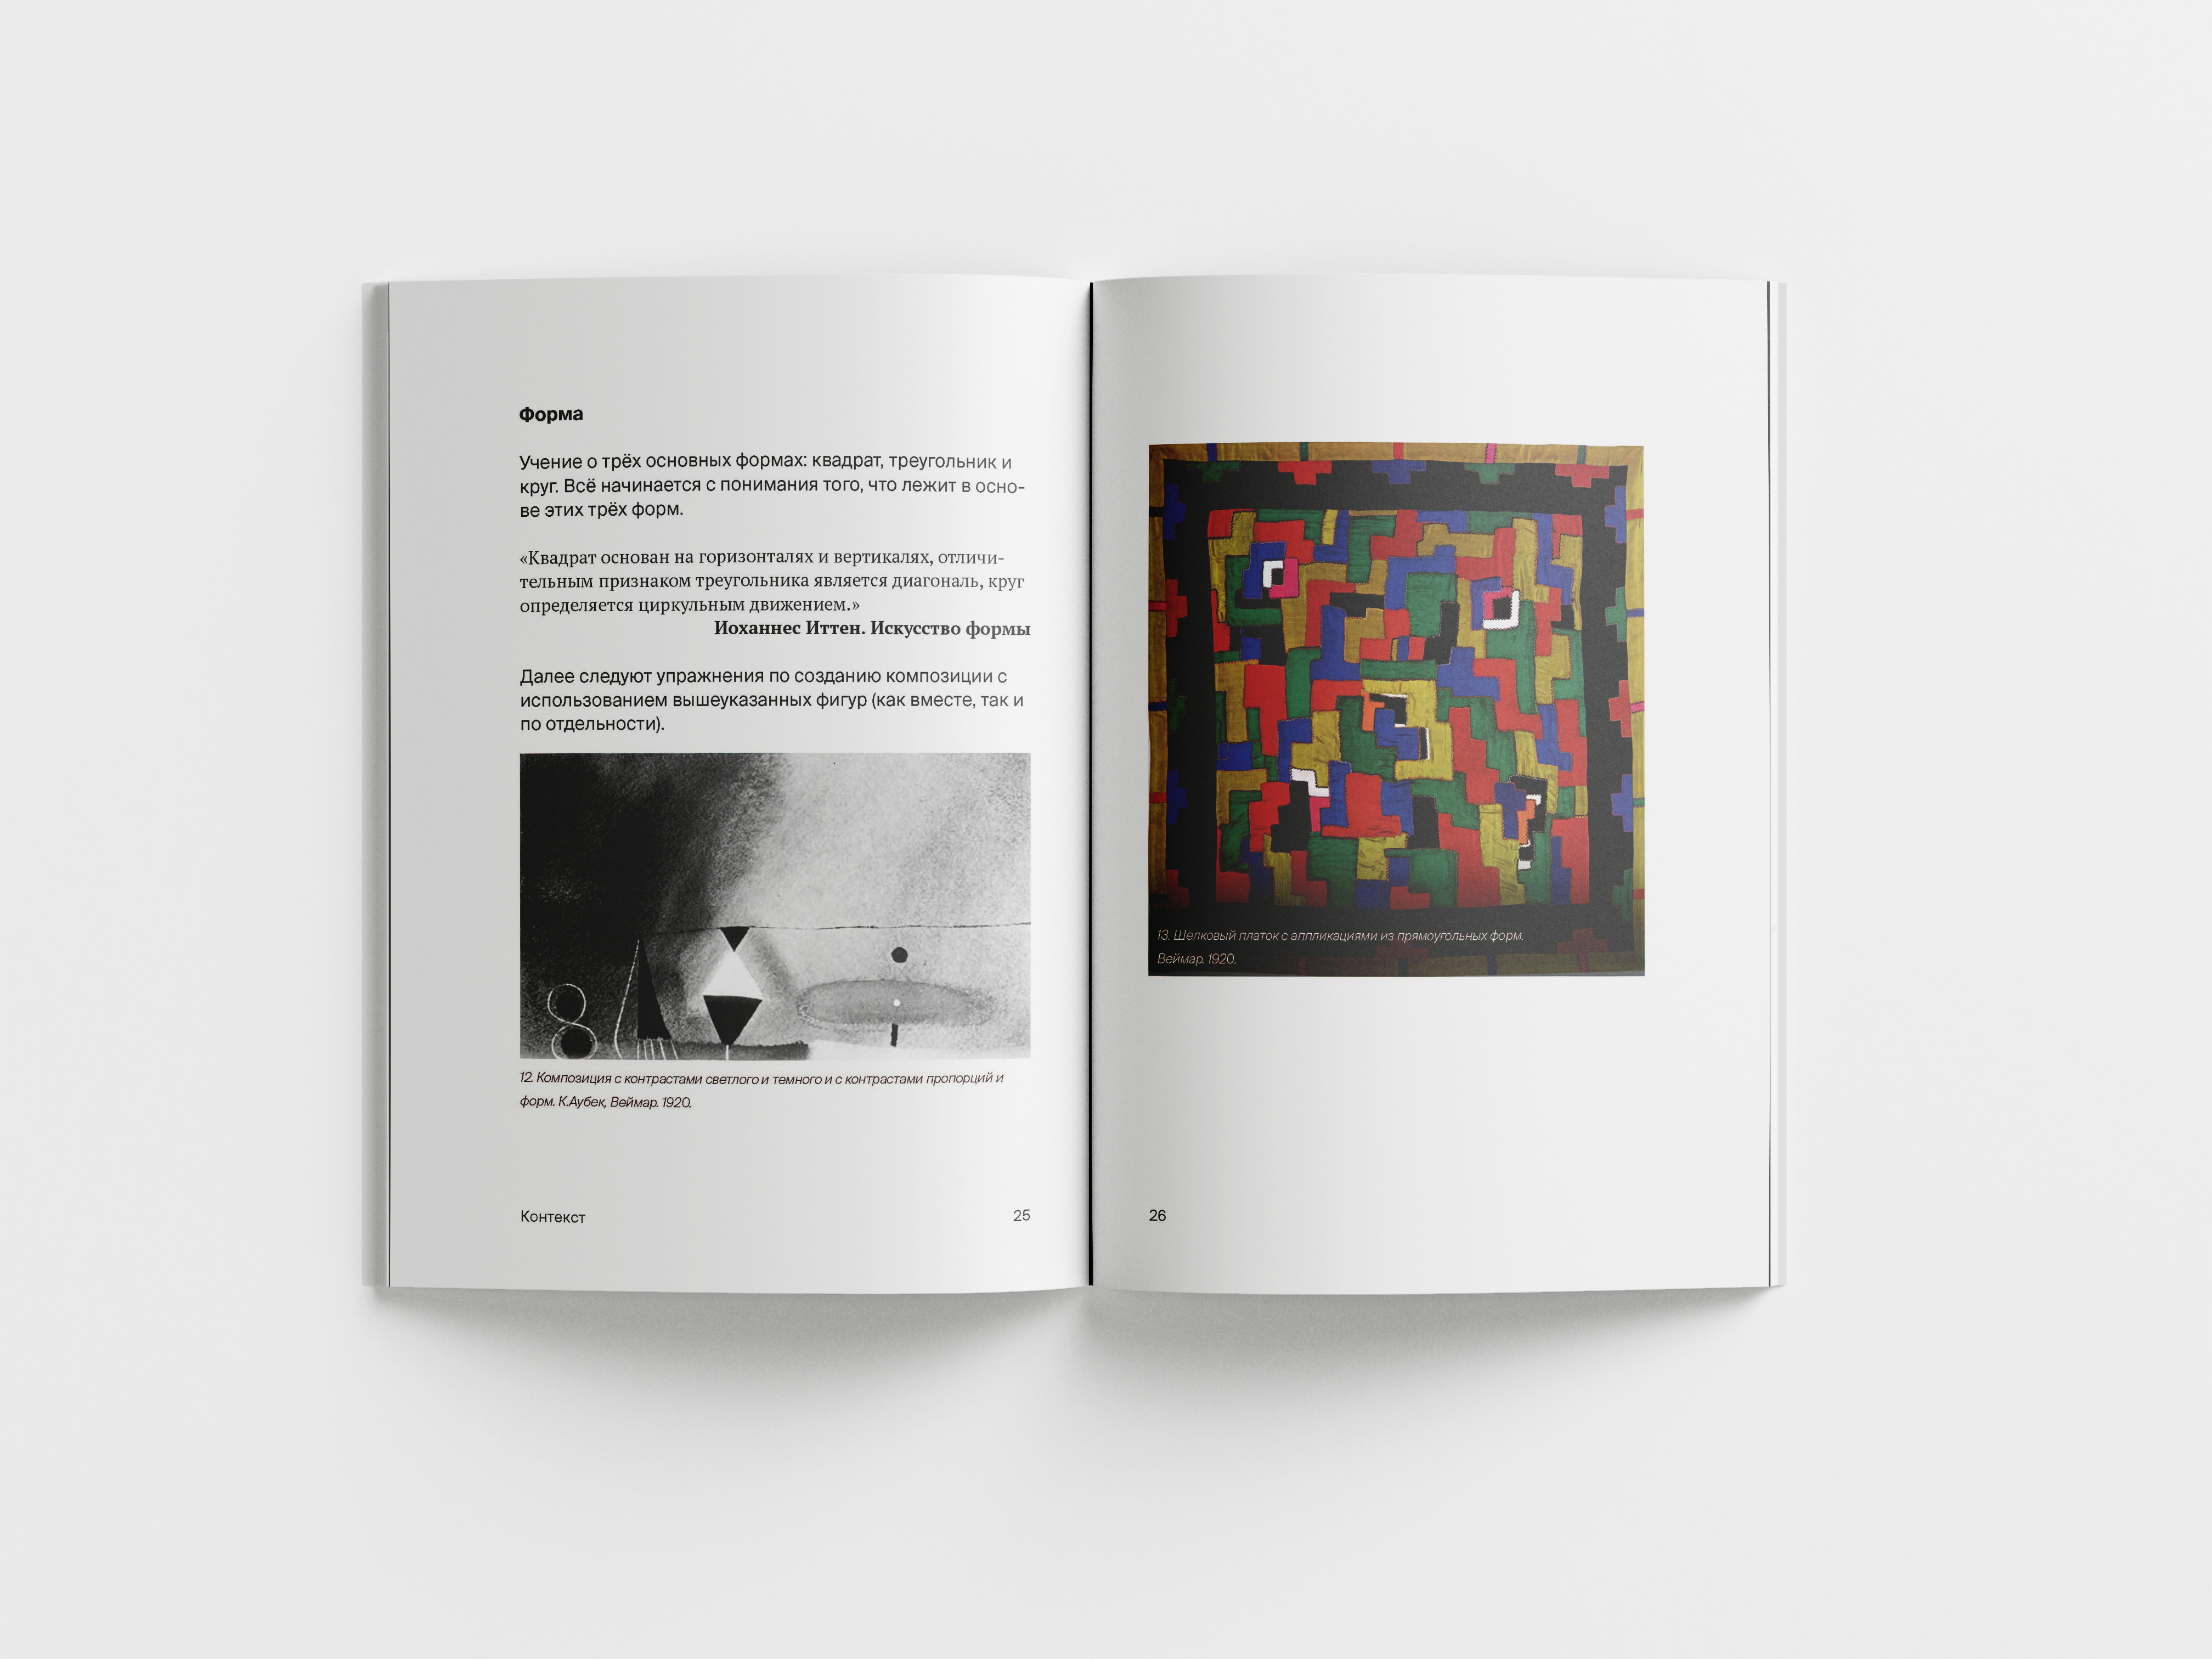 Форма
Учение о трёх основных формах: квадрат, треугольник и
круг. Всё начинается с понимания того, что лежит в осно-
ве этих трёх форм.
«Квадрат основан на горизонталях и вертикалях, отличи-
тельным признаком треугольника является диагональ, круг
определяется циркульным движением.»
Иоханнес Иттен. Искусство формы
Далее следуют упражнения по созданию композиции с
использованием вышеуказанных фигур (как вместе, так и
по отдельности).
12. Композиция с контрастами светлого и темного и с контрастами пропорций и
форм. К.Аубек, Веймар. 1920.
Контекст
25
13. Шелковый платок с аппликациями из прямоугольных форм.
Веймар. 1920.
26